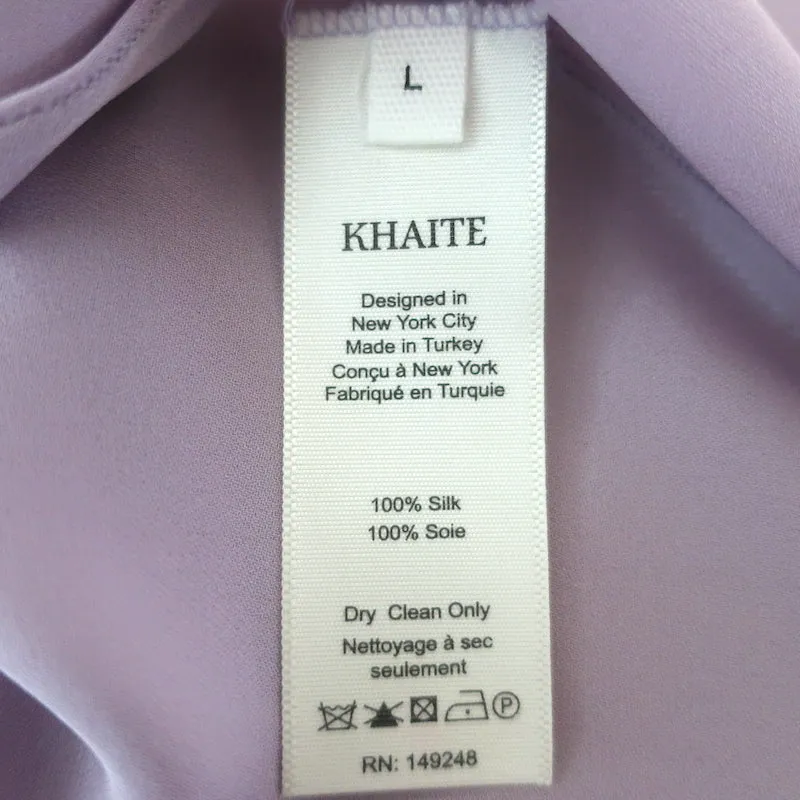 L
KHAITE
Designed in
New York City
Made in Turkey
Conçu à New York
Fabriqué en Turquie
100% Silk
100% Soie
Dry Clean Only
Nettoyage à sec
seulement
P
RN: 149248